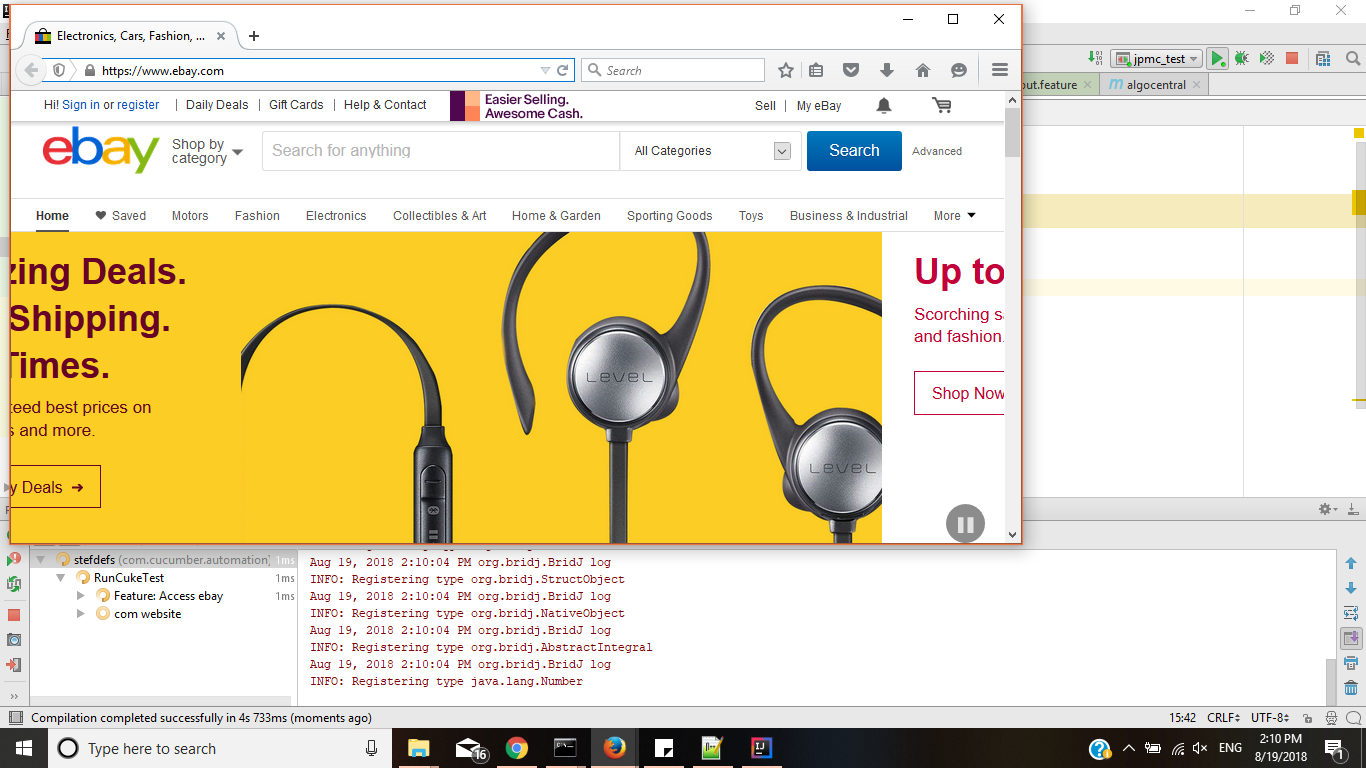 Electronics, Cars, Fashion, ...
https://www.ebay.com
Search
Hi! Sign in or register | Daily Deals | Gift Cards | Help & Contact
Easier Selling.
Awesome Cash.
Sell | My eBay
ebay
Shop by
category
Search for anything
All Categories
Search
Advanced
Home
Saved
Motors
Fashion
Electronics
Collectibles & Art
Home & Garden
Sporting Goods
Toys
Business & Industrial
More
zing Deals.
Shipping.
Times.
teed best prices on
s and more.
y Deals
LEVEL
LEVEL
Up to
Scorching sa
and fashion.
Shop Now
jpmc_test
out.feature
algocentral
stefdefs (com.cucumber.automation) 1ms
RunCukeTest 1ms
Feature: Access ebay 1ms
com website
Aug 19, 2018 2:10:04 PM org.bridj.BridJ log
INFO: Registering type org.bridj.StructObject
Aug 19, 2018 2:10:04 PM org.bridj.BridJ log
INFO: Registering type org.bridj.NativeObject
Aug 19, 2018 2:10:04 PM org.bridj.BridJ log
INFO: Registering type org.bridj.AbstractIntegral
Aug 19, 2018 2:10:04 PM org.bridj.BridJ log
INFO: Registering type java.lang.Number
Compilation completed successfully in 4s 733ms (moments ago)
15:42 CRLF UTF-8
Type here to search
16
ENG
2:10 PM
8/19/2018
1